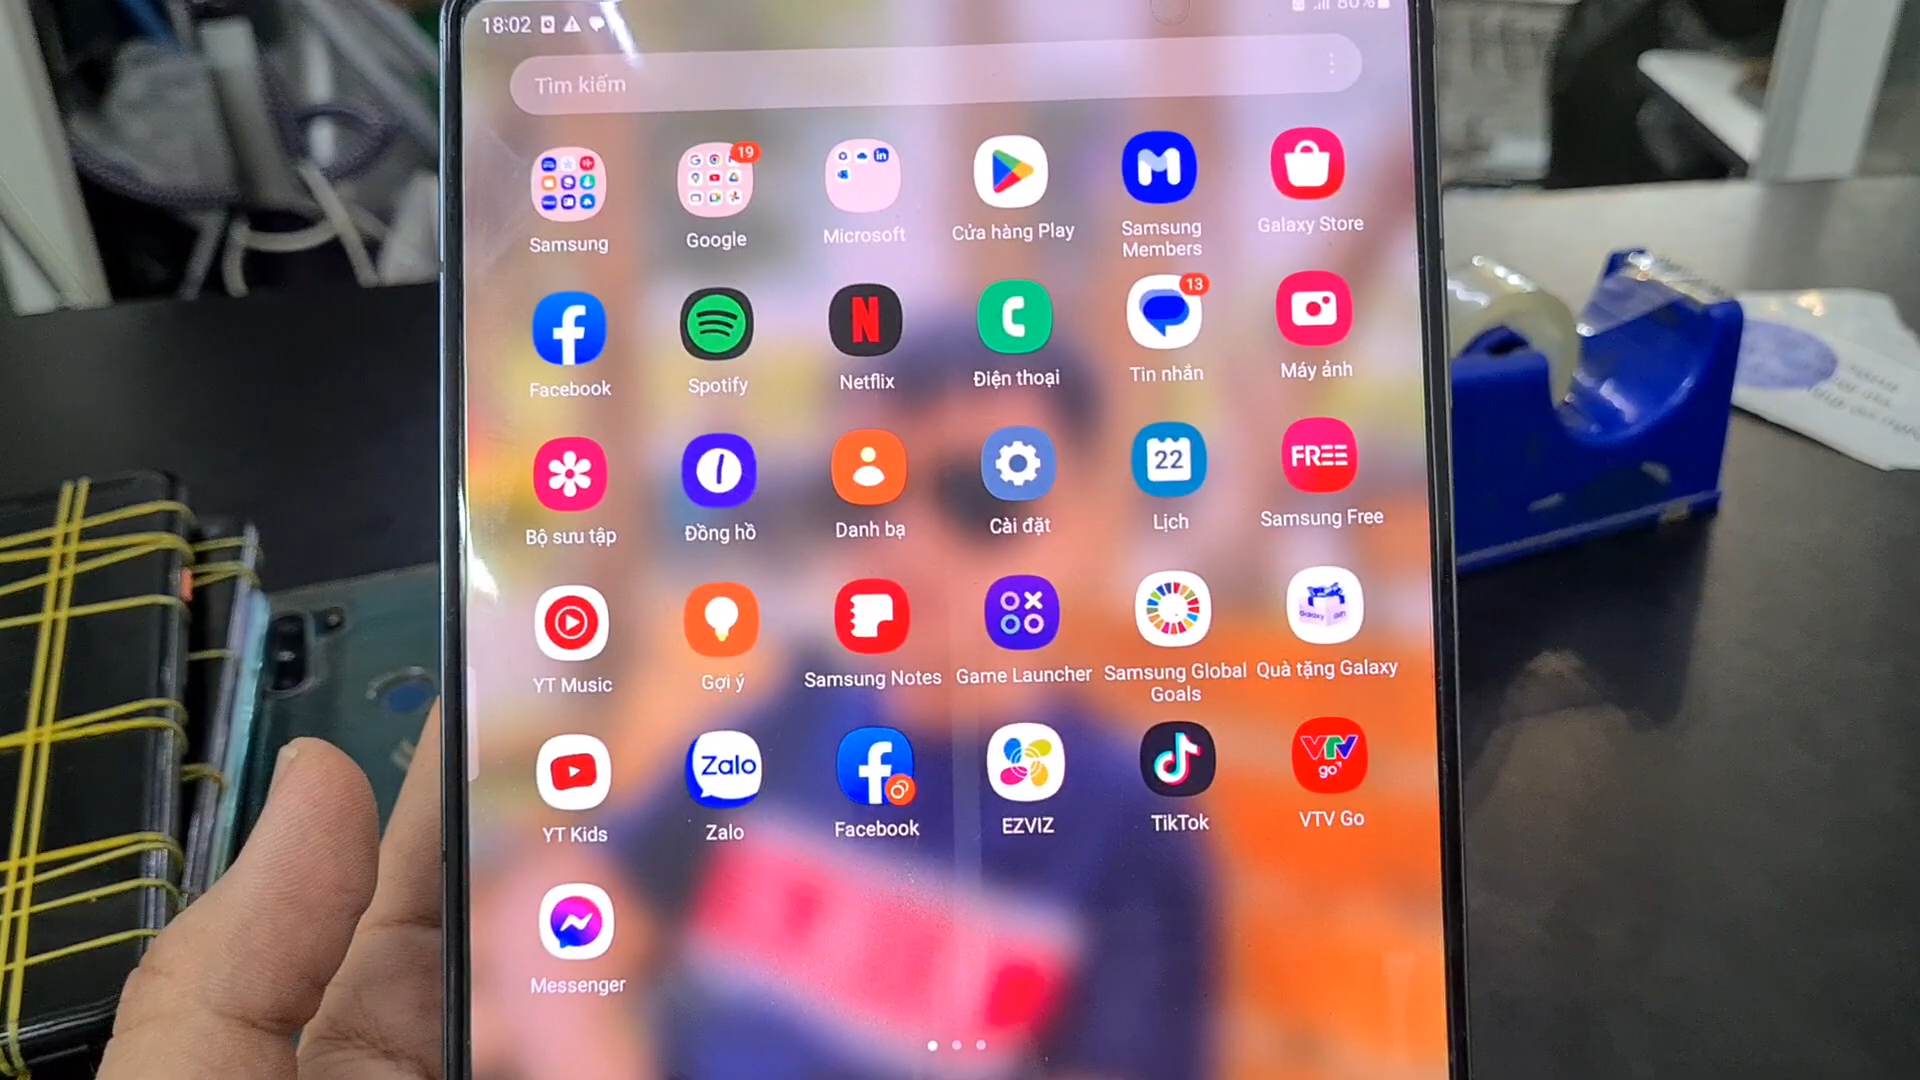 18:02
80%
Tìm kiếm
19
Samsung
Google
Microsoft
Cửa hàng Play
Samsung
Members
Galaxy Store
13
Facebook
Spotify
N
Netflix
Điện thoại
Tin nhắn
Máy ảnh
22
FREE
Bộ sưu tập
Đồng hồ
Danh bạ
Cài đặt
Lịch
Samsung Free
YT Music
Gợi ý
Samsung Notes
Game Launcher
Samsung Global
Goals
Quà tặng Galaxy
Zalo
VTV
go
YT Kids
Zalo
Facebook
EZVIZ
TikTok
VTV Go
Messenger